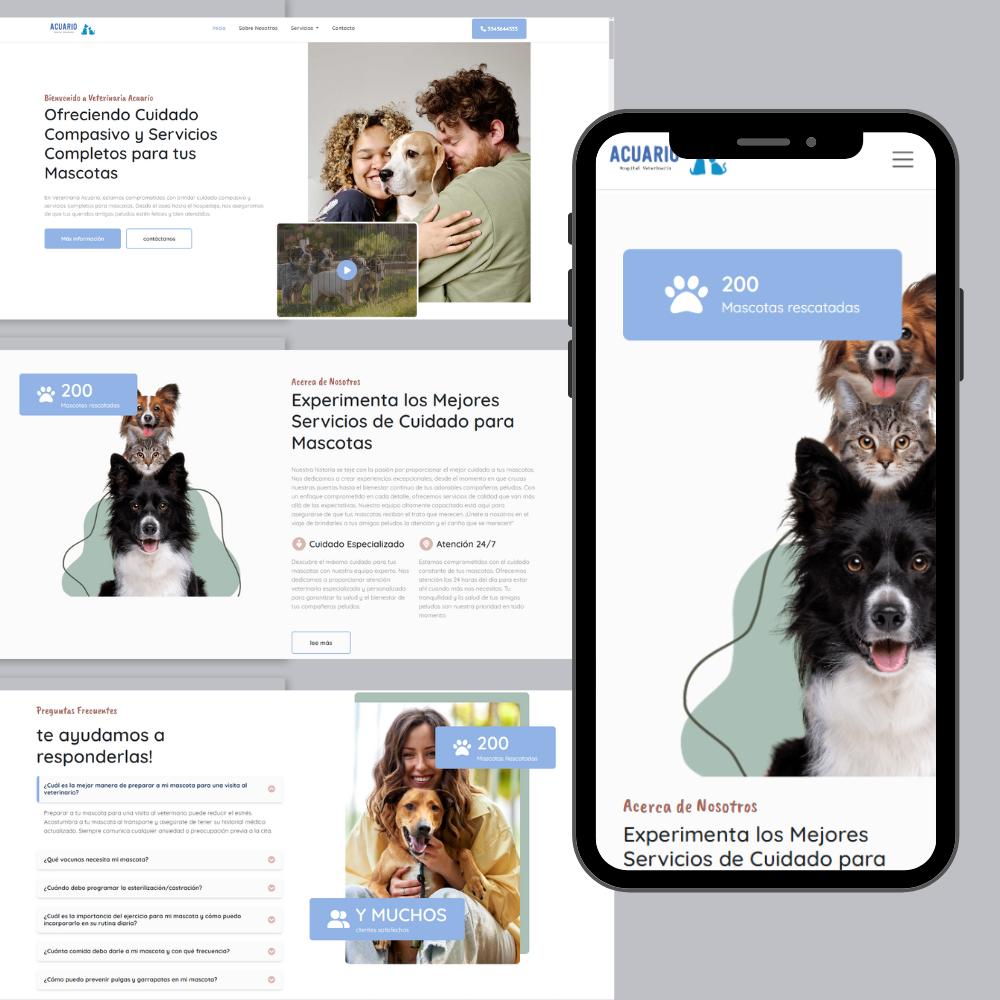 ACUARIO
Inicio
Sobre Nosotros
Servicios
Contacto
3343644333
Bienvenido a Veterinaria Acuario
Ofreciendo Cuidado
Compasivo y Servicios
Completos para tus
Mascotas
En Veterinaria Acuario, estamos comprometidos con brindar cuidado compasivo y
servicios completos para mascotas. Desde el aseo hasta el hospedaje, nos aseguramos
de que tus queridos amigos peludos estén felices y bien atendidos.
Más información
contáctanos
200
Mascotas rescatadas
Acerca de Nosotros
Experimenta los Mejores
Servicios de Cuidado para
Mascotas
Nuestra historia se teje con la pasión por proporcionar el mejor cuidado a tus mascotas.
Nos dedicamos a crear experiencias excepcionales, desde el momento en que cruzas
nuestras puertas hasta el bienestar continuo de tus adorables compañeros peludos. Con
un enfoque comprometido en cada detalle, ofrecemos servicios de calidad que van más
allá de las expectativas. Nuestro equipo altamente capacitado está aquí para
asegurarse de que tus mascotas reciban el trato que merecen. ¡Únete a nosotros en el
viaje de brindarles a tus amigos peludos la atención y el cariño que se merecen!"
Cuidado Especializado
Descubre el máximo cuidado para tus
mascotas con nuestro equipo experto. Nos
dedicamos a proporcionar atención
veterinaria especializada y personalizada
para garantizar la salud y el bienestar de
tus compañeros peludos.
Atención 24/7
Estamos comprometidos con el cuidado
constante de tus mascotas. Ofrecemos
atención las 24 horas del día para estar
ahí cuando más nos necesitas. Tu
tranquilidad y la salud de tus amigos
peludos son nuestra prioridad en todo
momento.
lee más
Preguntas Frecuentes
te ayudamos a
responderlas!
¿Cuál es la mejor manera de preparar a mi mascota para una visita al
veterinario?
Preparar a tu mascota para una visita al veterinario puede reducir el estrés.
Acostumbra a tu mascota al transporte y asegúrate de tener su historial médico
actualizado. Siempre comunica cualquier ansiedad o preocupación previa a la cita.
¿Qué vacunas necesita mi mascota?
¿Cuándo debo programar la esterilización/castración?
¿Cuál es la importancia del ejercicio para mi mascota y cómo puedo
incorporarlo en su rutina diaria?
¿Cuánta comida debo darle a mi mascota y con qué frecuencia?
¿Cómo puedo prevenir pulgas y garrapatas en mi mascota?
200
Mascotas Rescatadas
Y MUCHOS
clientes satisfechos
ACUARIO
Hospital Veterinario
200
Mascotas rescatadas
Acerca de Nosotros
Experimenta los Mejores
Servicios de Cuidado para